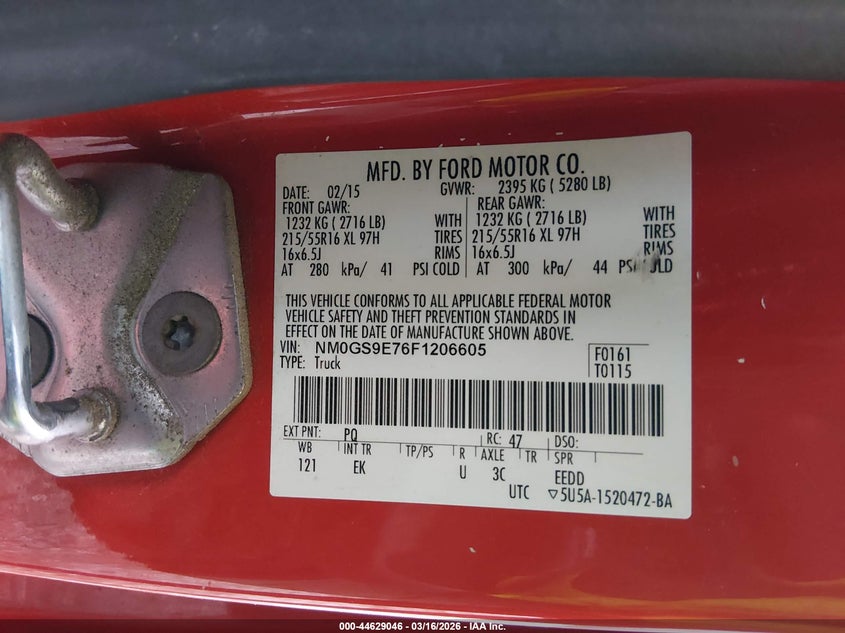 MFD. BY FORD MOTOR CO.
DATE: 02/15 GVWR: 2395 KG ( 5280 LB)
FRONT GAWR: REAR GAWR:
1232 KG ( 2716 LB) WITH 1232 KG ( 2716 LB) WITH
215/55R16 XL 97H TIRES 215/55R16 XL 97H TIRES
16x6.5J RIMS 16x6.5J RIMS
AT 280 kPa/ 41 PSI COLD AT 300 kPa/ 44 PSI COLD
THIS VEHICLE CONFORMS TO ALL APPLICABLE FEDERAL MOTOR
VEHICLE SAFETY AND THEFT PREVENTION STANDARDS IN
EFFECT ON THE DATE OF MANUFACTURE SHOWN ABOVE.
VIN: NM0GS9E76F1206605 F0161
TYPE: Truck T0115
EXT PNT: PQ RC: 47 DSO:
WB INT TR TP/PS R AXLE TR SPR
121 EK U 3C EEDD
UTC ▽5U5A-1520472-BA
000-44629046 - 03/16/2026 - IAA Inc.